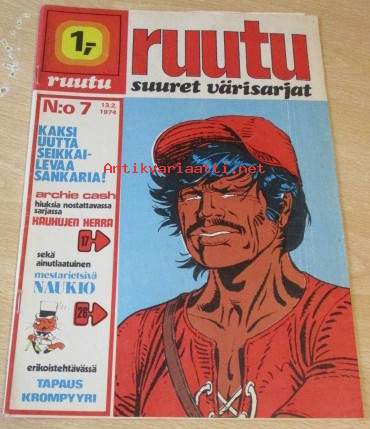 1,-
ruutu
ruutu
suuret värisarjat
N:o 7
13.2.
1974
KAKSI
UUTTA
SEIKKAI-
LEVAA
SANKARIA!
Antikvariaatti.net
archie cash
hiuksia nostattavassa
sarjassa
KAUHUJEN HERRA
17
sekä
ainutlaatuinen
mestarietsivä
NAUKIO
26
erikoistehtävässä
TAPAUS
KROMPYYRI